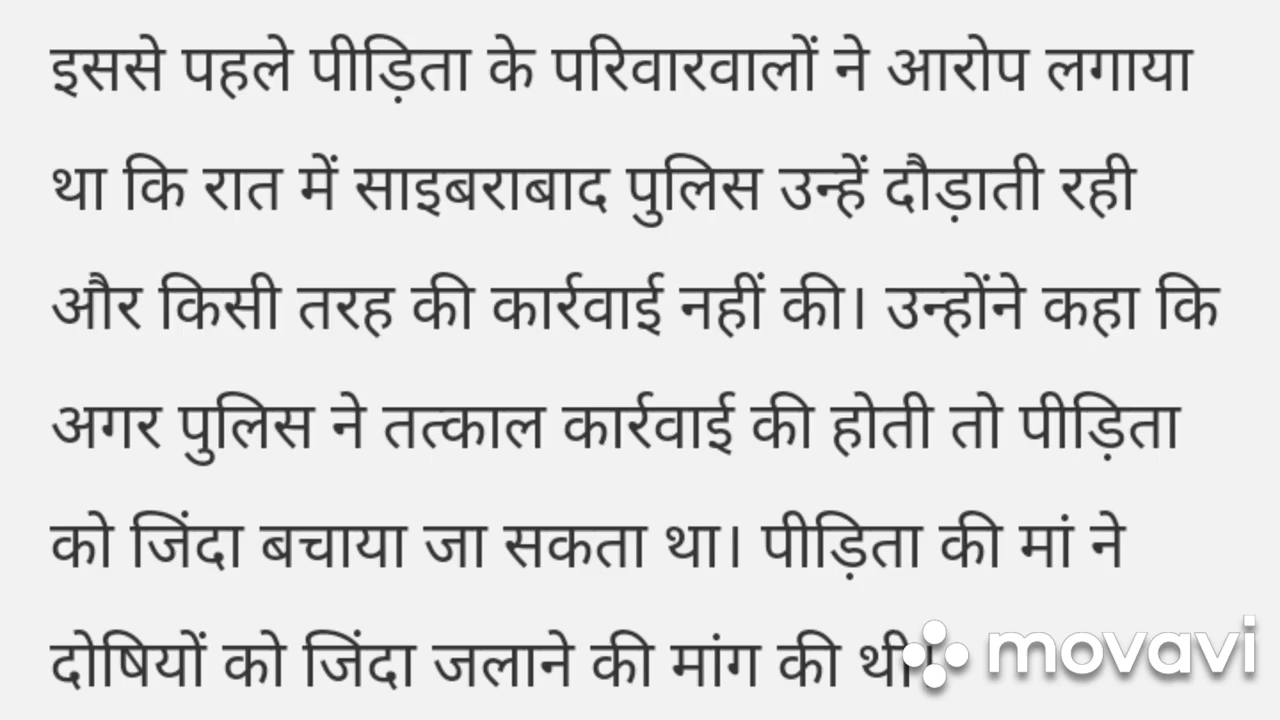 इससे पहले पीड़िता के परिवारवालों ने आरोप लगाया
था कि रात में साइबराबाद पुलिस उन्हें दौड़ाती रही
और किसी तरह की कार्रवाई नहीं की। उन्होंने कहा कि
अगर पुलिस ने तत्काल कार्रवाई की होती तो पीड़िता
को जिंदा बचाया जा सकता था। पीड़िता की मां ने
दोषियों को जिंदा जलाने की मांग की थी।
movavi